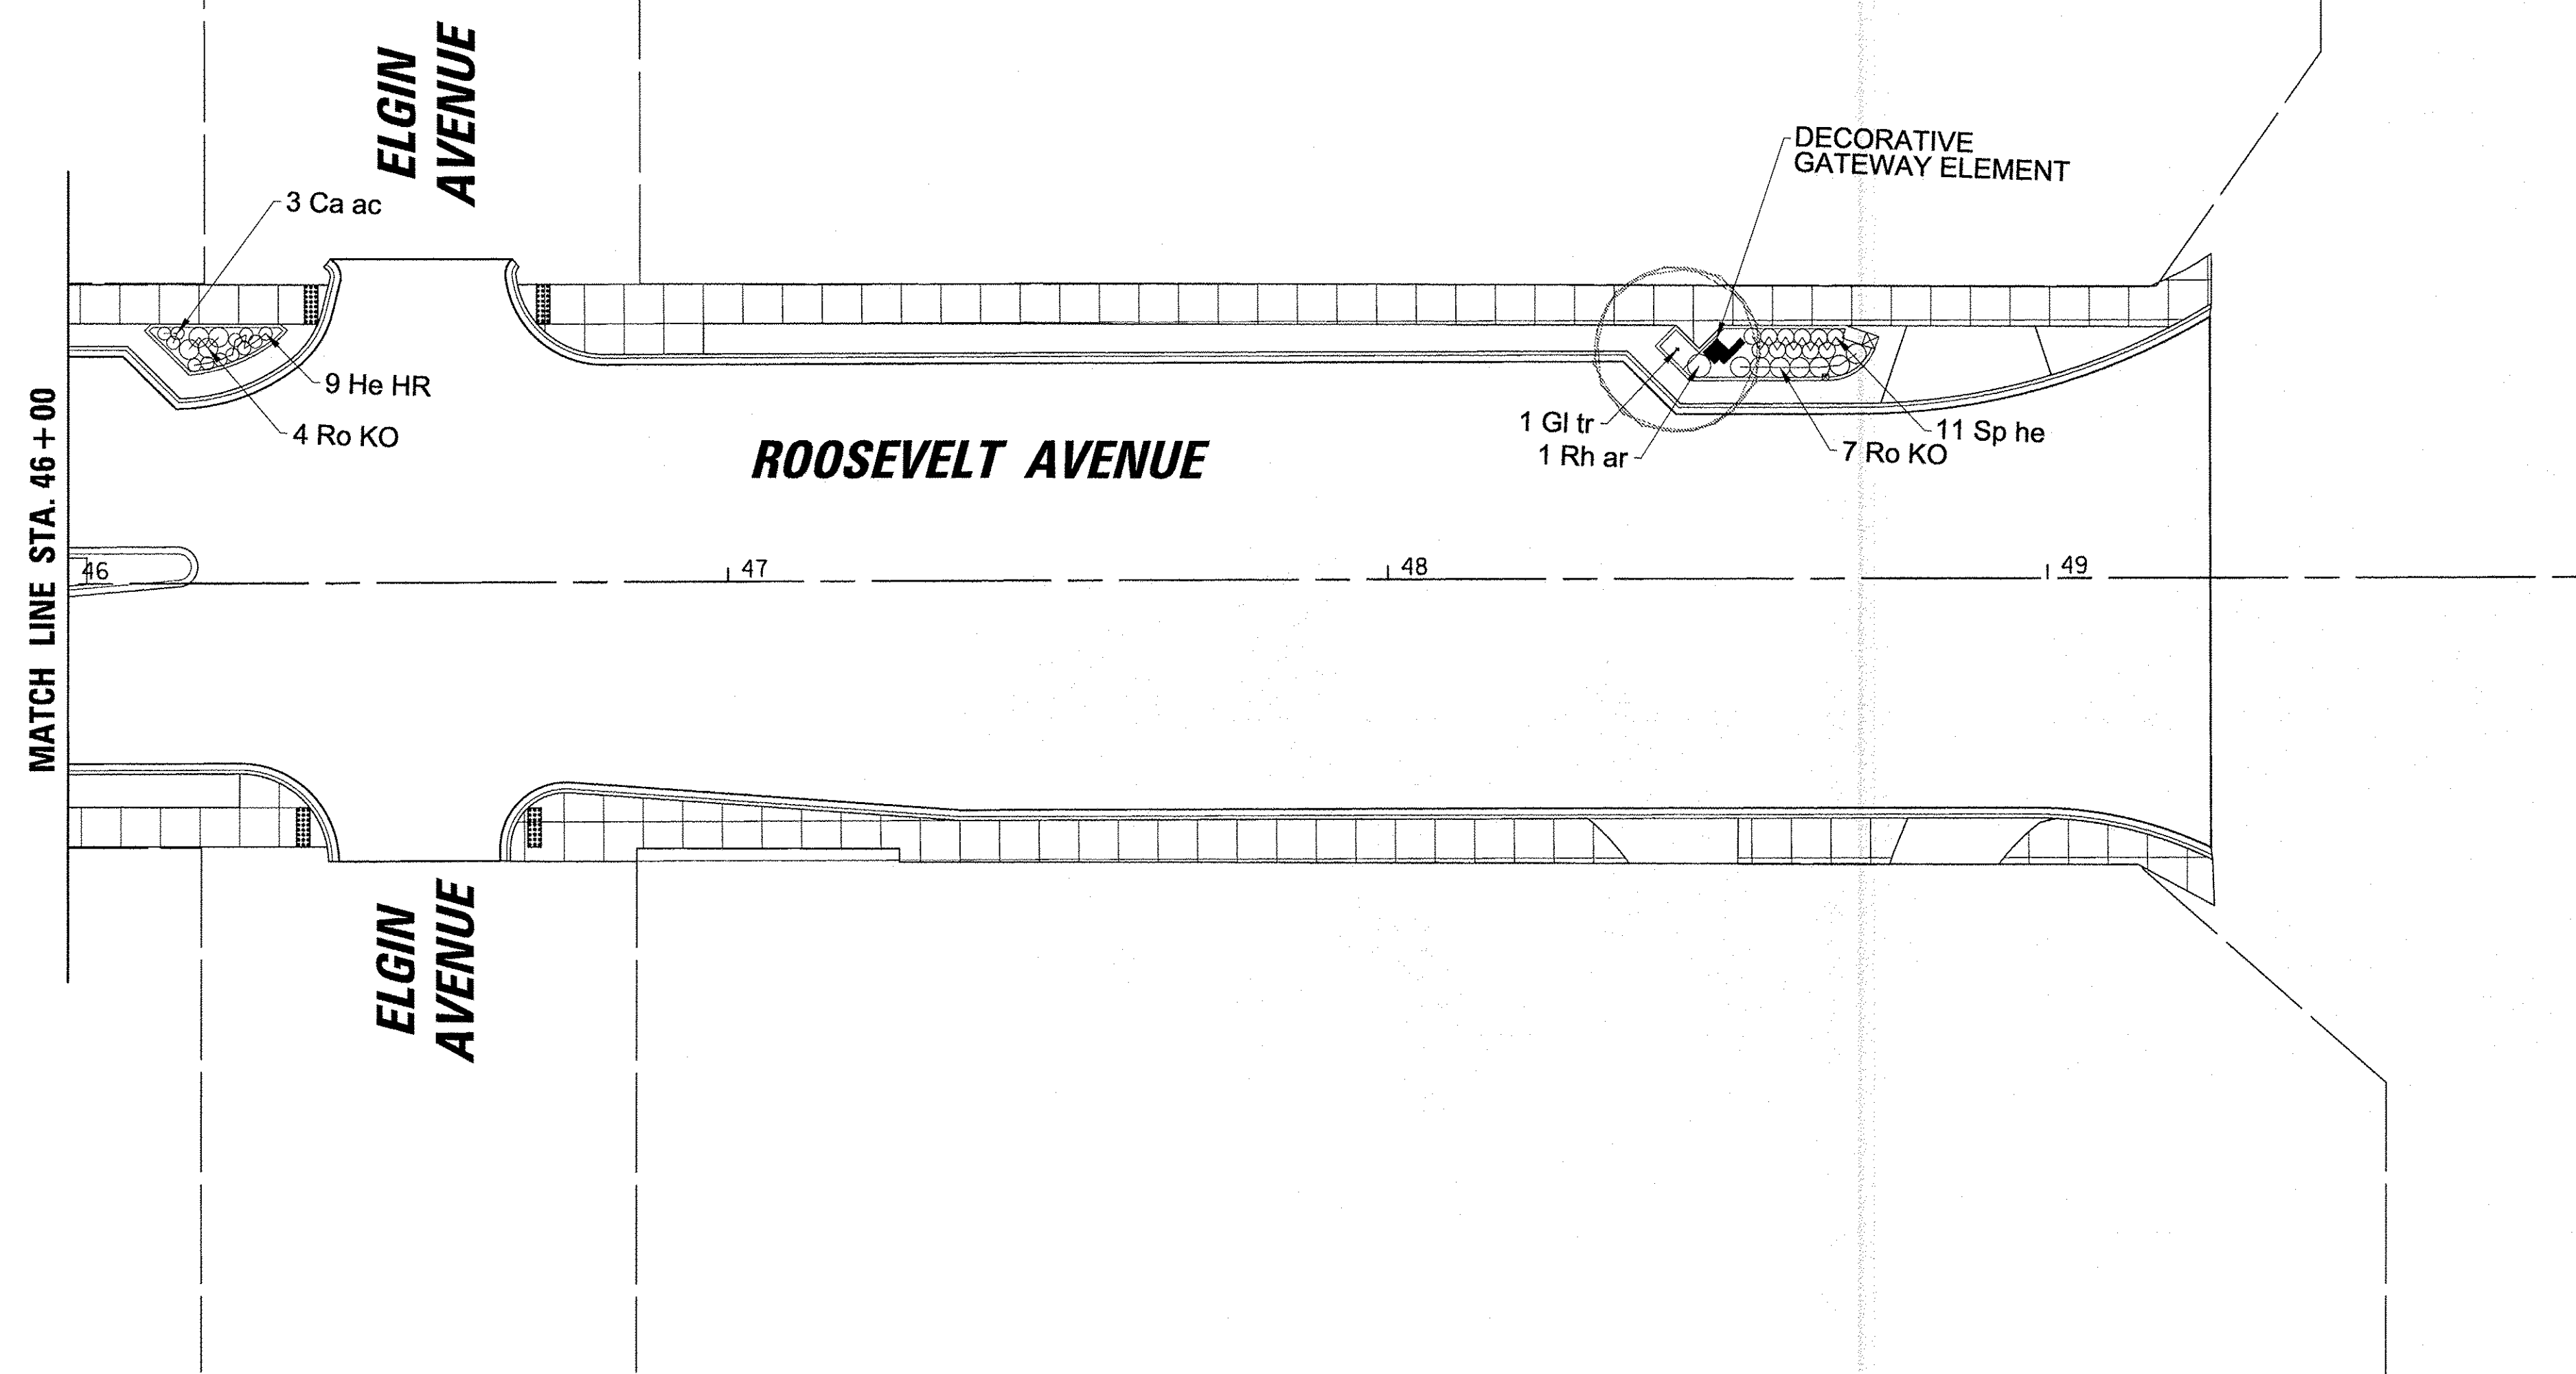 ELGIN
AVENUE
DECORATIVE
GATEWAY ELEMENT
3 Ca ac
9 He HR
4 Ro KO
1 Gl tr
1 Rh ar
11 Sp he
7 Ro KO
ROOSEVELT AVENUE
MATCH LINE STA. 46+00
46
47
48
49
ELGIN
AVENUE